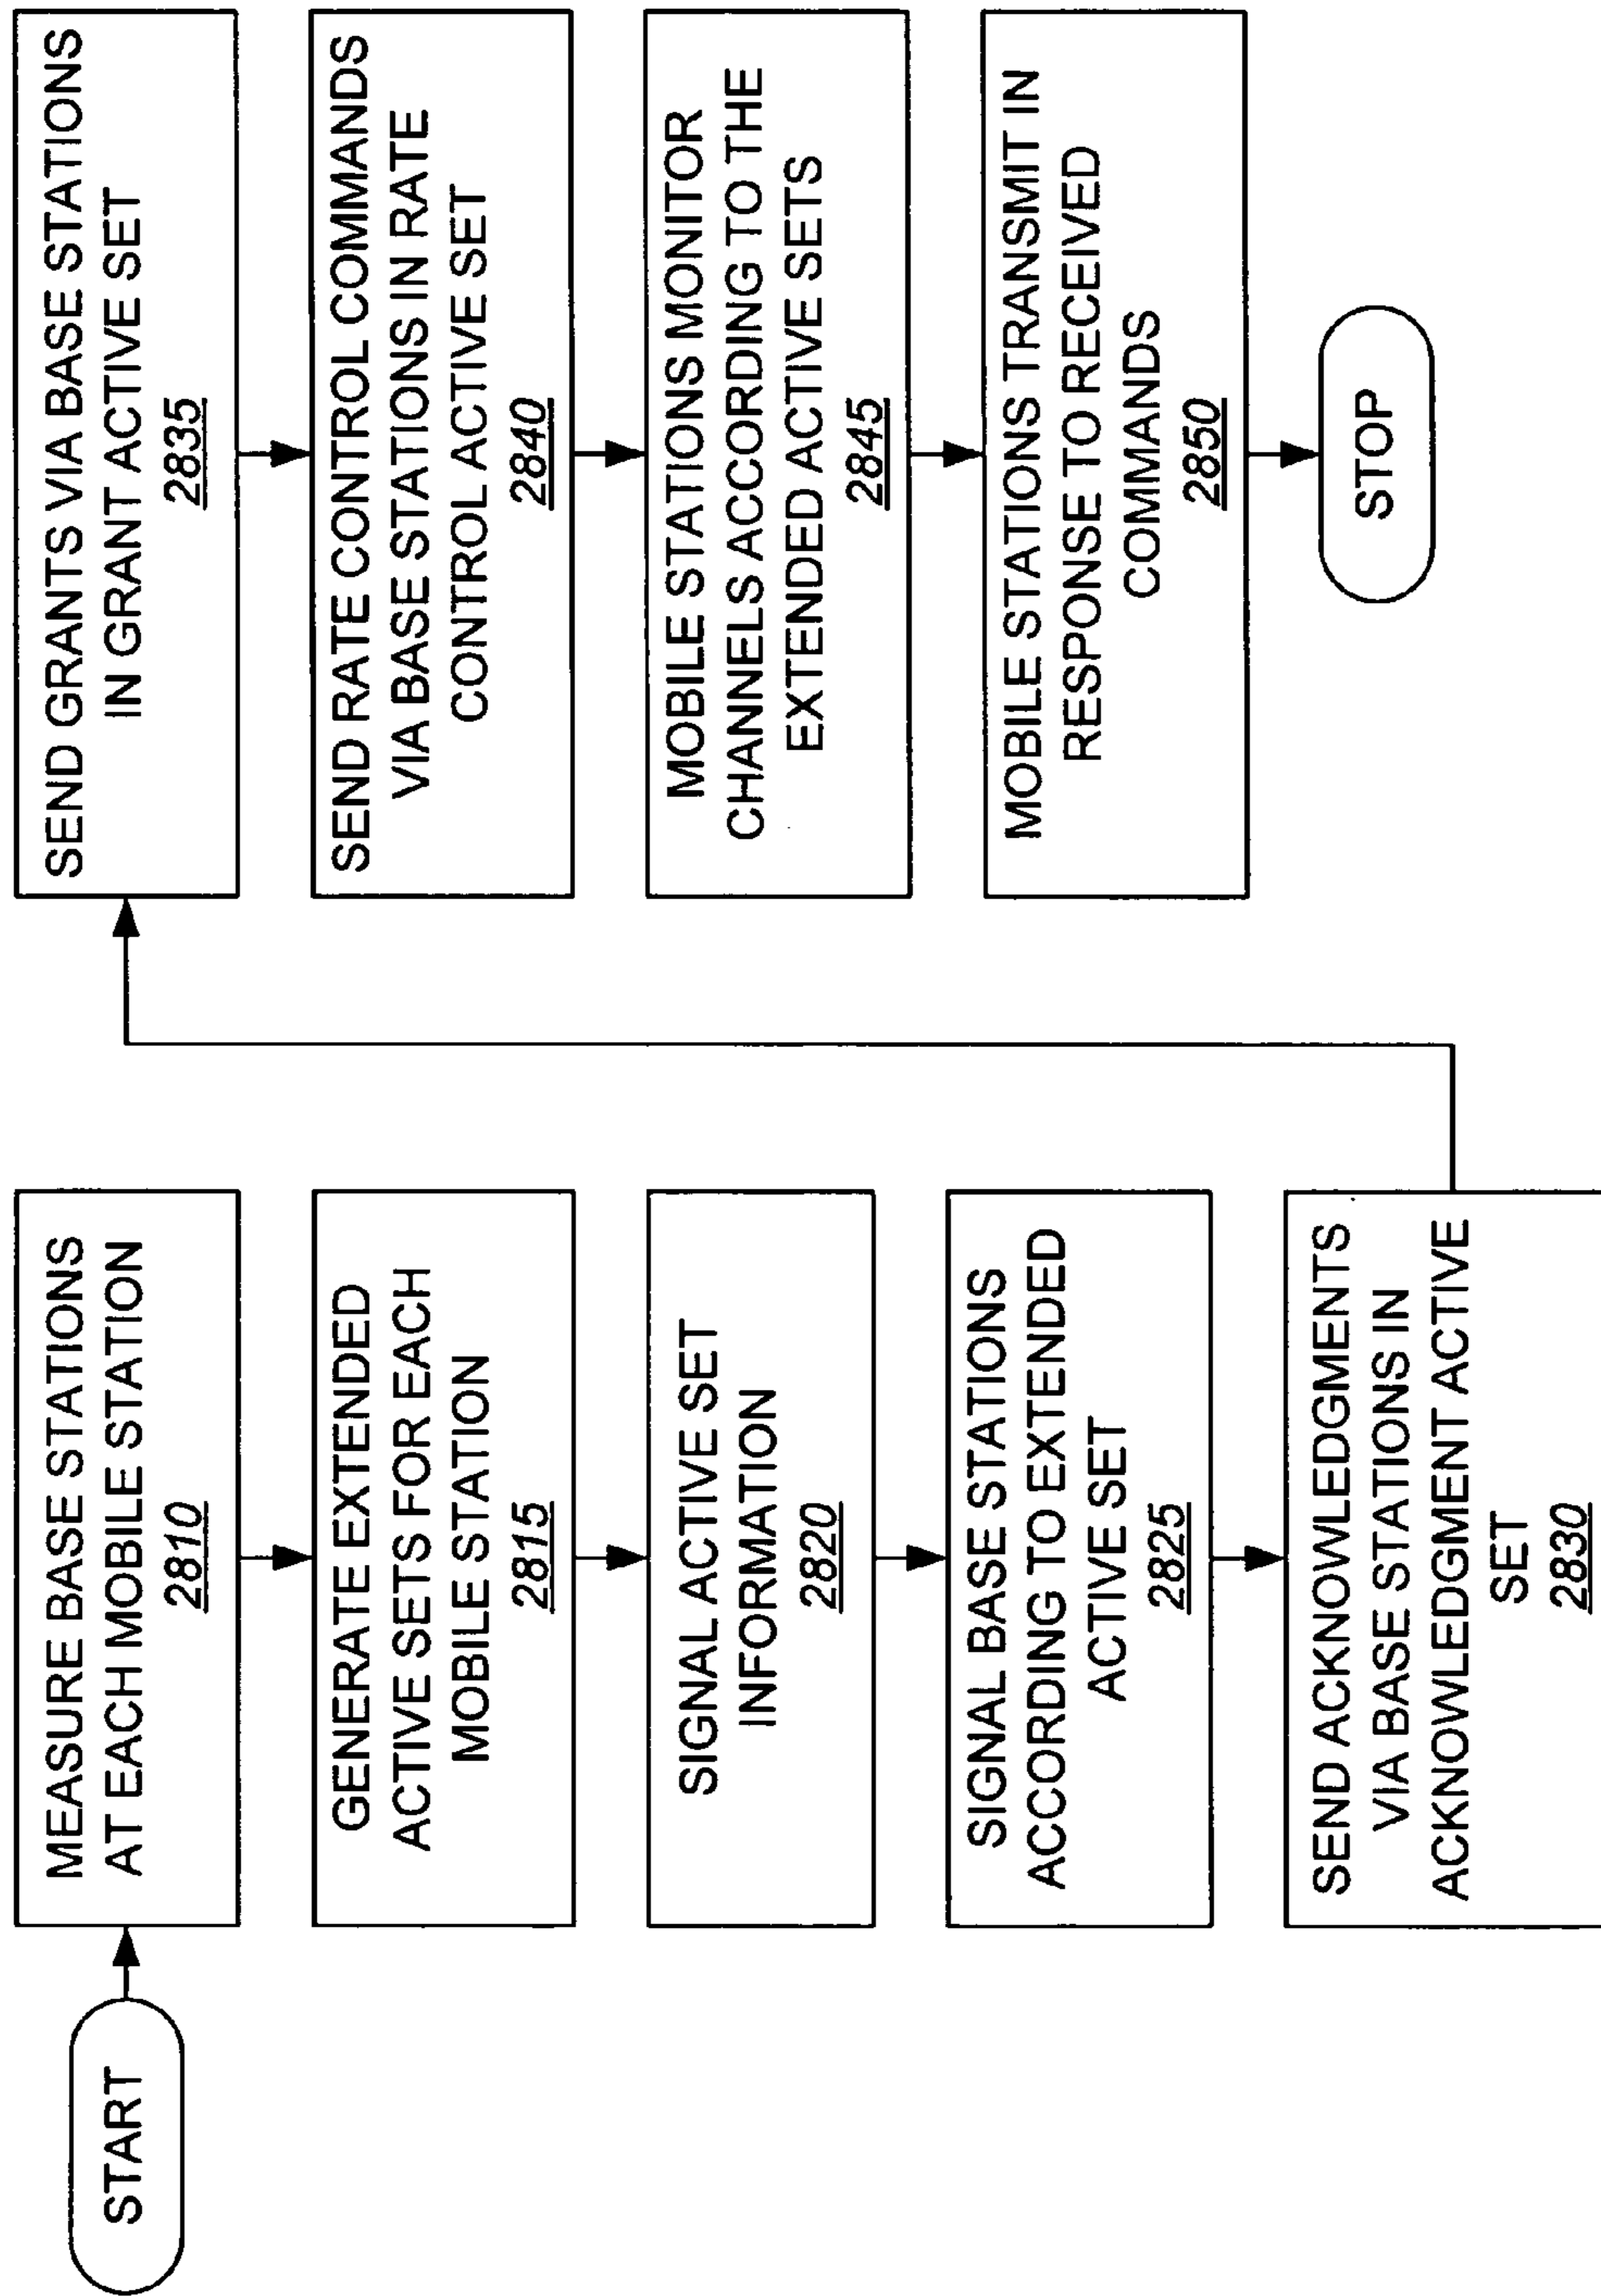 START
MEASURE BASE STATIONS
AT EACH MOBILE STATION
2810
GENERATE EXTENDED
ACTIVE SETS FOR EACH
MOBILE STATION
2815
SIGNAL ACTIVE SET
INFORMATION
2820
SIGNAL BASE STATIONS
ACCORDING TO EXTENDED
ACTIVE SET
2825
SEND ACKNOWLEDGMENTS
VIA BASE STATIONS IN
ACKNOWLEDGMENT ACTIVE
SET
2830
SEND GRANTS VIA BASE STATIONS
IN GRANT ACTIVE SET
2835
SEND RATE CONTROL COMMANDS
VIA BASE STATIONS IN RATE
CONTROL ACTIVE SET
2840
MOBILE STATIONS MONITOR
CHANNELS ACCORDING TO THE
EXTENDED ACTIVE SETS
2845
MOBILE STATIONS TRANSMIT IN
RESPONSE TO RECEIVED
COMMANDS
2850
STOP